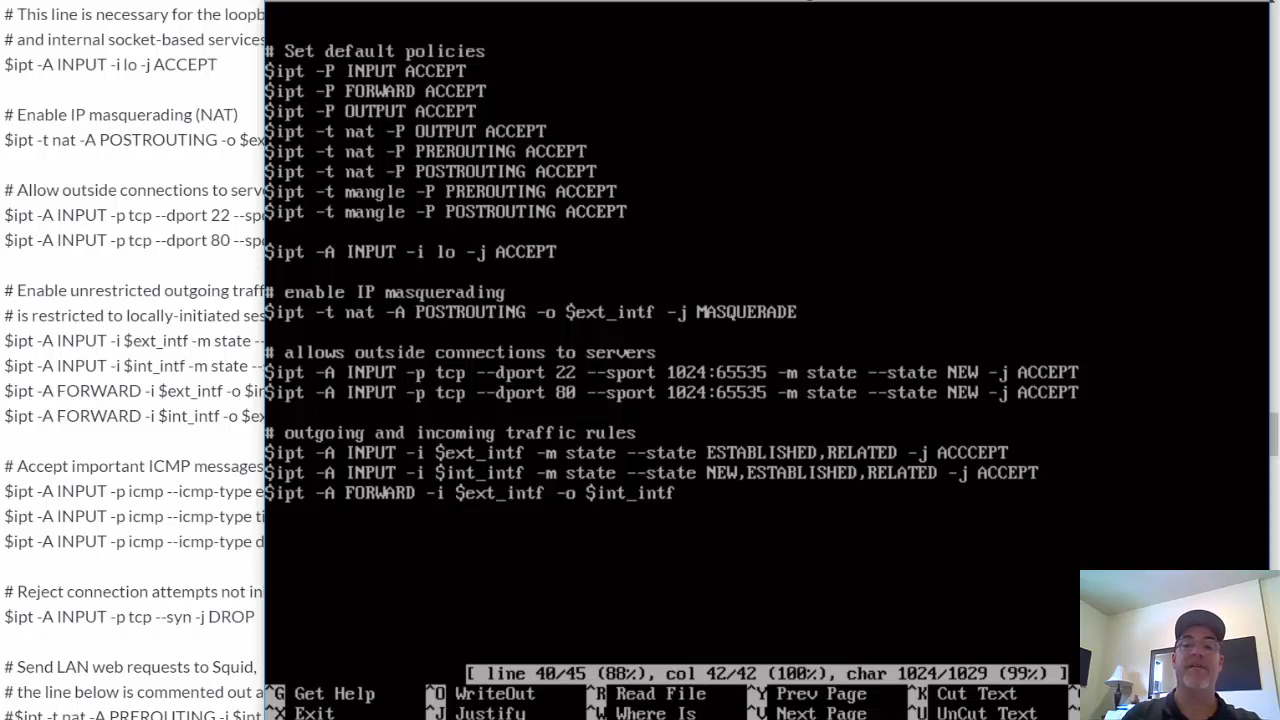 # This line is necessary for the loopb
# and internal socket-based services
$ipt -A INPUT -i lo -j ACCEPT
# Enable IP masquerading (NAT)
$ipt -t nat -A POSTROUTING -o $ex
# Allow outside connections to serve
$ipt -A INPUT -p tcp --dport 22 --spo
$ipt -A INPUT -p tcp --dport 80 --spo
# Enable unrestricted outgoing traff
# is restricted to locally-initiated ses
$ipt -A INPUT -i $ext_intf -m state --
$ipt -A INPUT -i $int_intf -m state --
$ipt -A FORWARD -i $ext_intf -o $in
$ipt -A FORWARD -i $int_intf -o $ex
# Accept important ICMP messages
$ipt -A INPUT -p icmp --icmp-type e
$ipt -A INPUT -p icmp --icmp-type ti
$ipt -A INPUT -p icmp --icmp-type d
# Reject connection attempts not in
$ipt -A INPUT -p tcp --syn -j DROP
# Send LAN web requests to Squid,
# the line below is commented out a
#$ipt -t nat -A PREROUTING -i $int
# Set default policies
$ipt -P INPUT ACCEPT
$ipt -P FORWARD ACCEPT
$ipt -P OUTPUT ACCEPT
$ipt -t nat -P OUTPUT ACCEPT
$ipt -t nat -P PREROUTING ACCEPT
$ipt -t nat -P POSTROUTING ACCEPT
$ipt -t mangle -P PREROUTING ACCEPT
$ipt -t mangle -P POSTROUTING ACCEPT
$ipt -A INPUT -i lo -j ACCEPT
# enable IP masquerading
$ipt -t nat -A POSTROUTING -o $ext_intf -j MASQUERADE
# allows outside connections to servers
$ipt -A INPUT -p tcp --dport 22 --sport 1024:65535 -m state --state NEW -j ACCEPT
$ipt -A INPUT -p tcp --dport 80 --sport 1024:65535 -m state --state NEW -j ACCEPT
# outgoing and incoming traffic rules
$ipt -A INPUT -i $ext_intf -m state --state ESTABLISHED,RELATED -j ACCCEPT
$ipt -A INPUT -i $int_intf -m state --state NEW,ESTABLISHED,RELATED -j ACCEPT
$ipt -A FORWARD -i $ext_intf -o $int_intf
[ line 40/45 (88%), col 42/42 (100%), char 1024/1029 (99%) ]
^G Get Help ^O WriteOut ^R Read File ^Y Prev Page ^K Cut Text
^X Exit ^J Justify ^W Where Is ^V Next Page ^U UnCut Text